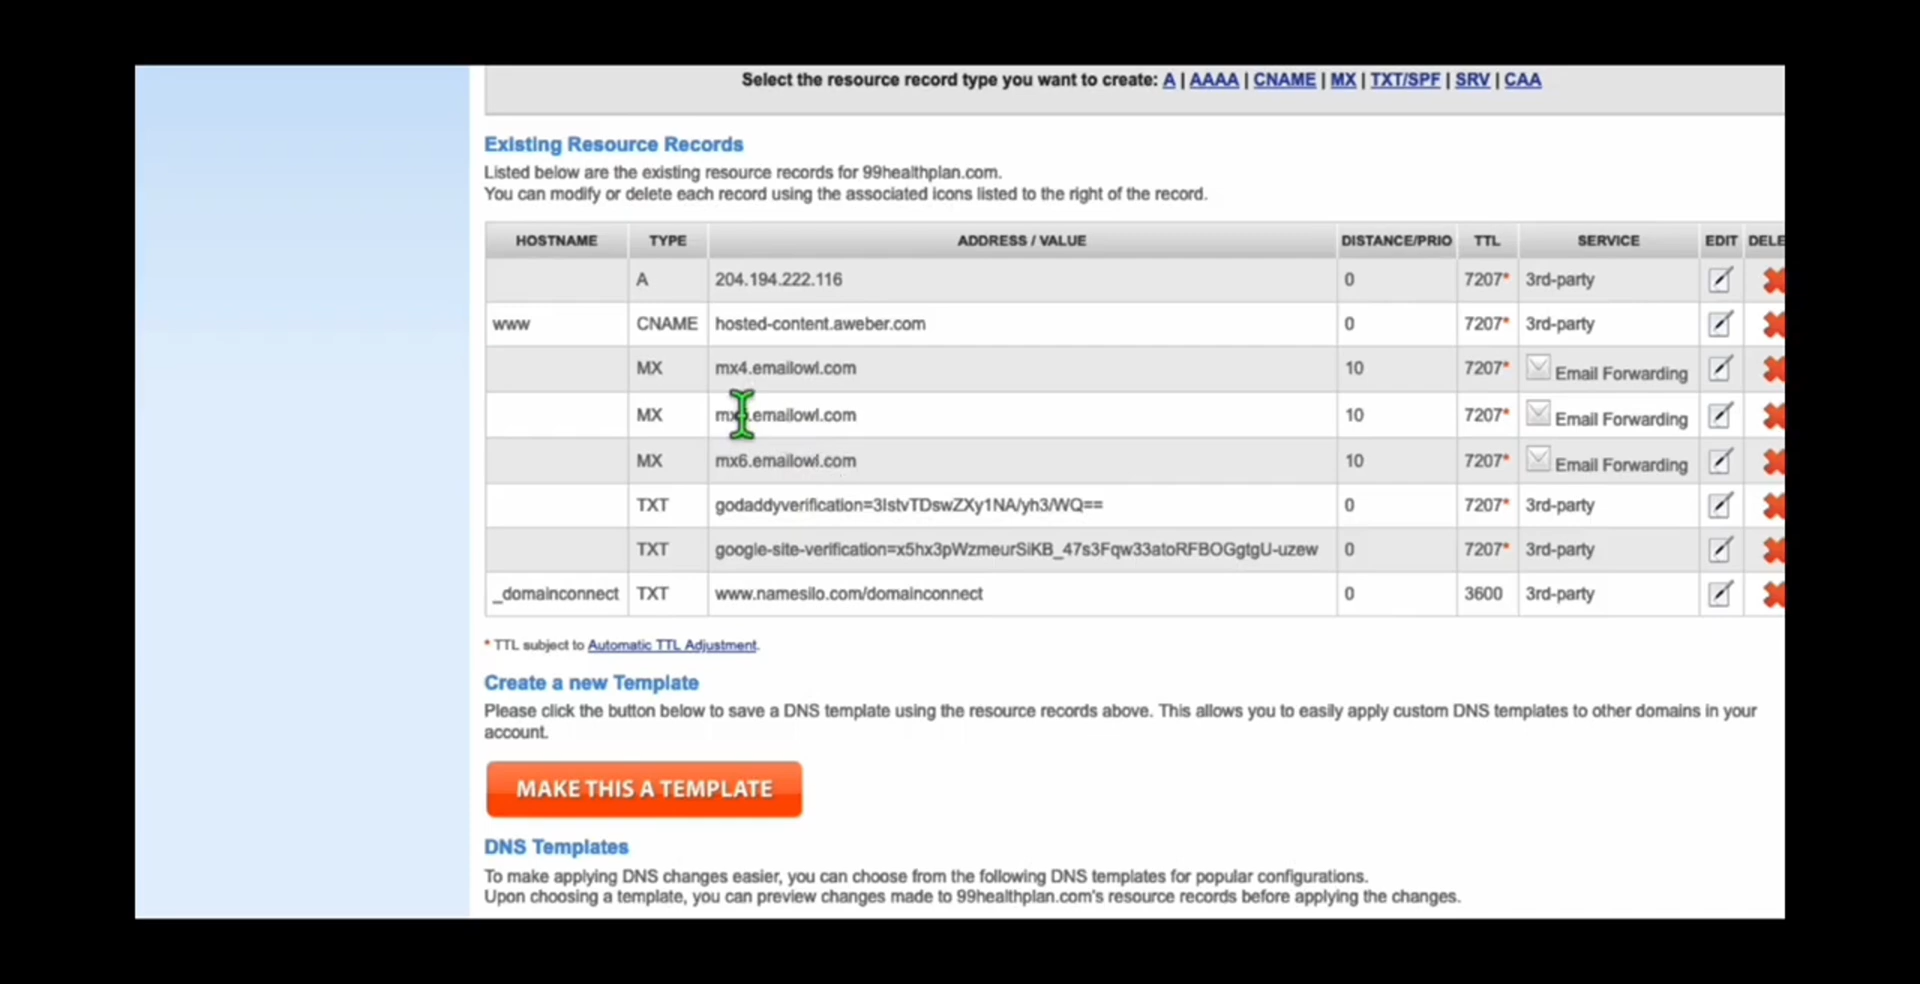 Select the resource record type you want to create: A | AAAA | CNAME | MX | TXT/SPF | SRV | CAA
Existing Resource Records
Listed below are the existing resource records for 99healthplan.com.
You can modify or delete each record using the associated icons listed to the right of the record.
HOSTNAME TYPE ADDRESS / VALUE DISTANCE/PRIO TTL SERVICE EDIT DELE
A 204.194.222.116 0 7207* 3rd-party
www CNAME hosted-content.aweber.com 0 7207* 3rd-party
MX mx4.emailowl.com 10 7207* Email Forwarding
MX .emailowl.com 10 7207* Email Forwarding
MX mx6.emailowl.com 10 7207* Email Forwarding
TXT godaddyverification=3IstvTDswZXy1NA/yh3/WQ== 0 7207* 3rd-party
TXT google-site-verification=x5hx3pWzmeurSiKB_47s3Fqw33atoRFBOGgtgU-uzew 0 7207* 3rd-party
_domainconnect TXT www.namesilo.com/domainconnect 0 3600 3rd-party
* TTL subject to Automatic TTL Adjustment.
Create a new Template
Please click the button below to save a DNS template using the resource records above. This allows you to easily apply custom DNS templates to other domains in your
account.
MAKE THIS A TEMPLATE
DNS Templates
To make applying DNS changes easier, you can choose from the following DNS templates for popular configurations.
Upon choosing a template, you can preview changes made to 99healthplan.com's resource records before applying the changes.